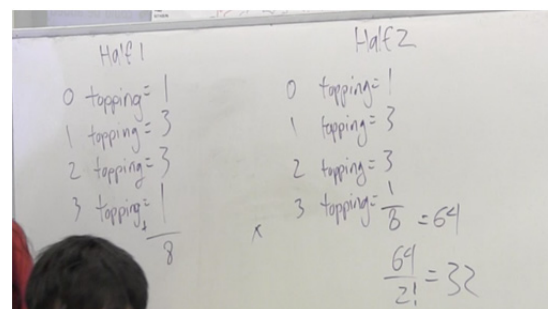 Half 1
0 topping = 1
1 topping = 3
2 topping = 3
3 topping = 1
8
Half 2
0 topping = 1
1 topping = 3
2 topping = 3
3 topping = 1
x
8 = 64
64
2! = 32